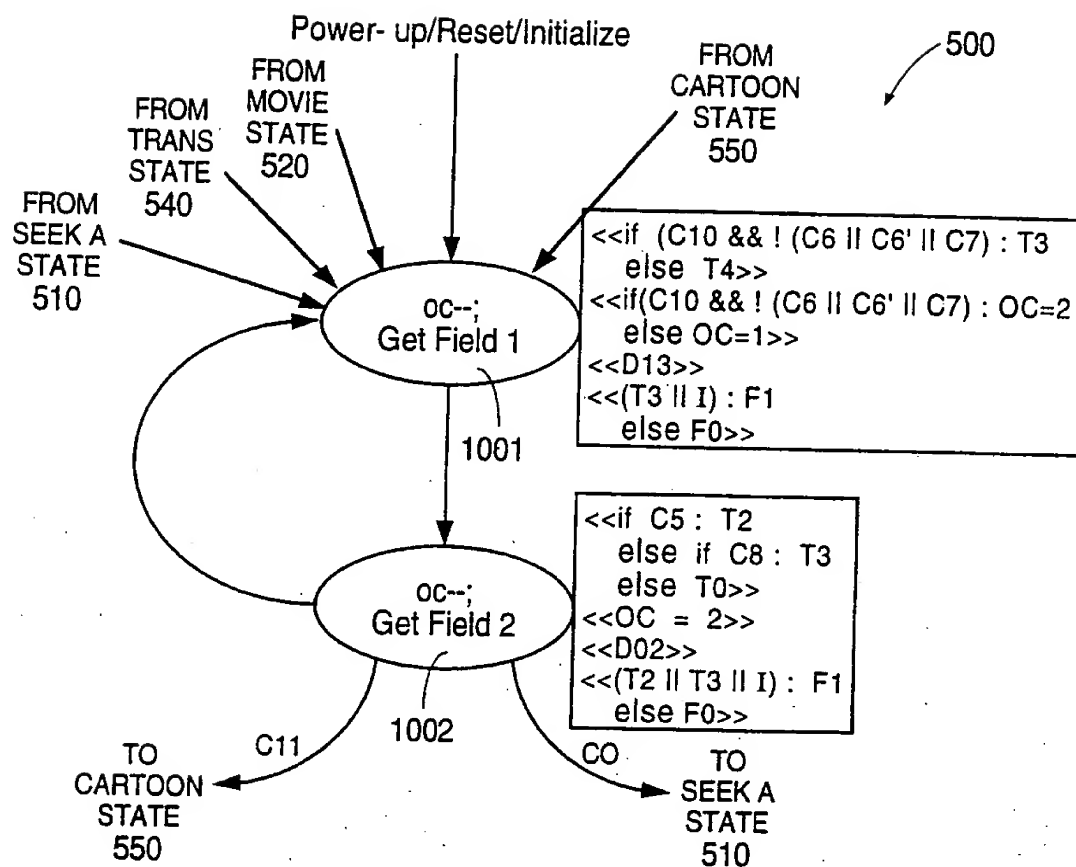 Power- up/Reset/Initialize
500
FROM
CARTOON
STATE
550
FROM
MOVIE
STATE
520
FROM
TRANS
STATE
540
FROM
SEEK A
STATE
510
oc--;
Get Field 1
1001
<<if (C10 && ! (C6 || C6' || C7) : T3
else T4>>
<<if(C10 && ! (C6 || C6' || C7) : OC=2
else OC=1>>
<<D13>>
<<(T3 || I) : F1
else F0>>
oc--;
Get Field 2
1002
<<if C5 : T2
else if C8 : T3
else T0>>
<<OC = 2>>
<<D02>>
<<(T2 || T3 || I) : F1
else F0>>
C11
TO
CARTOON
STATE
550
CO
TO
SEEK A
STATE
510